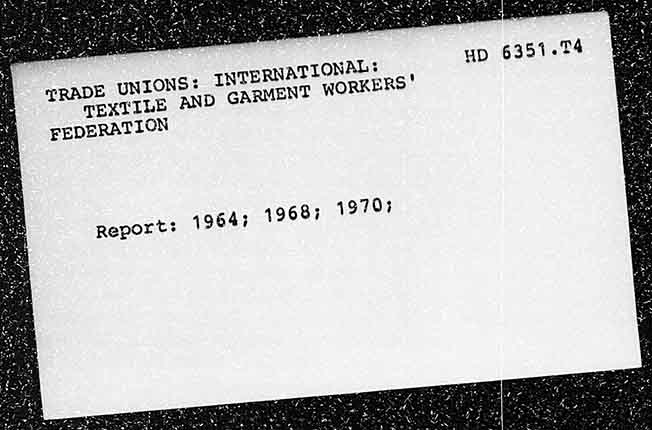 TRADE UNIONS: INTERNATIONAL: HD 6351.T4
TEXTILE AND GARMENT WORKERS'
FEDERATION
Report: 1964; 1968; 1970;